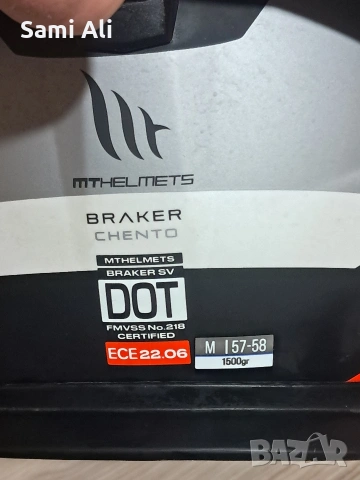 Sami Ali
MTHELMETS
BRAKER
CHENTO
MTHELMETS
BRAKER SV
DOT
FMVSS No.218
CERTIFIED
ECE 22.06
M | 57-58
1500gr
BAZAR